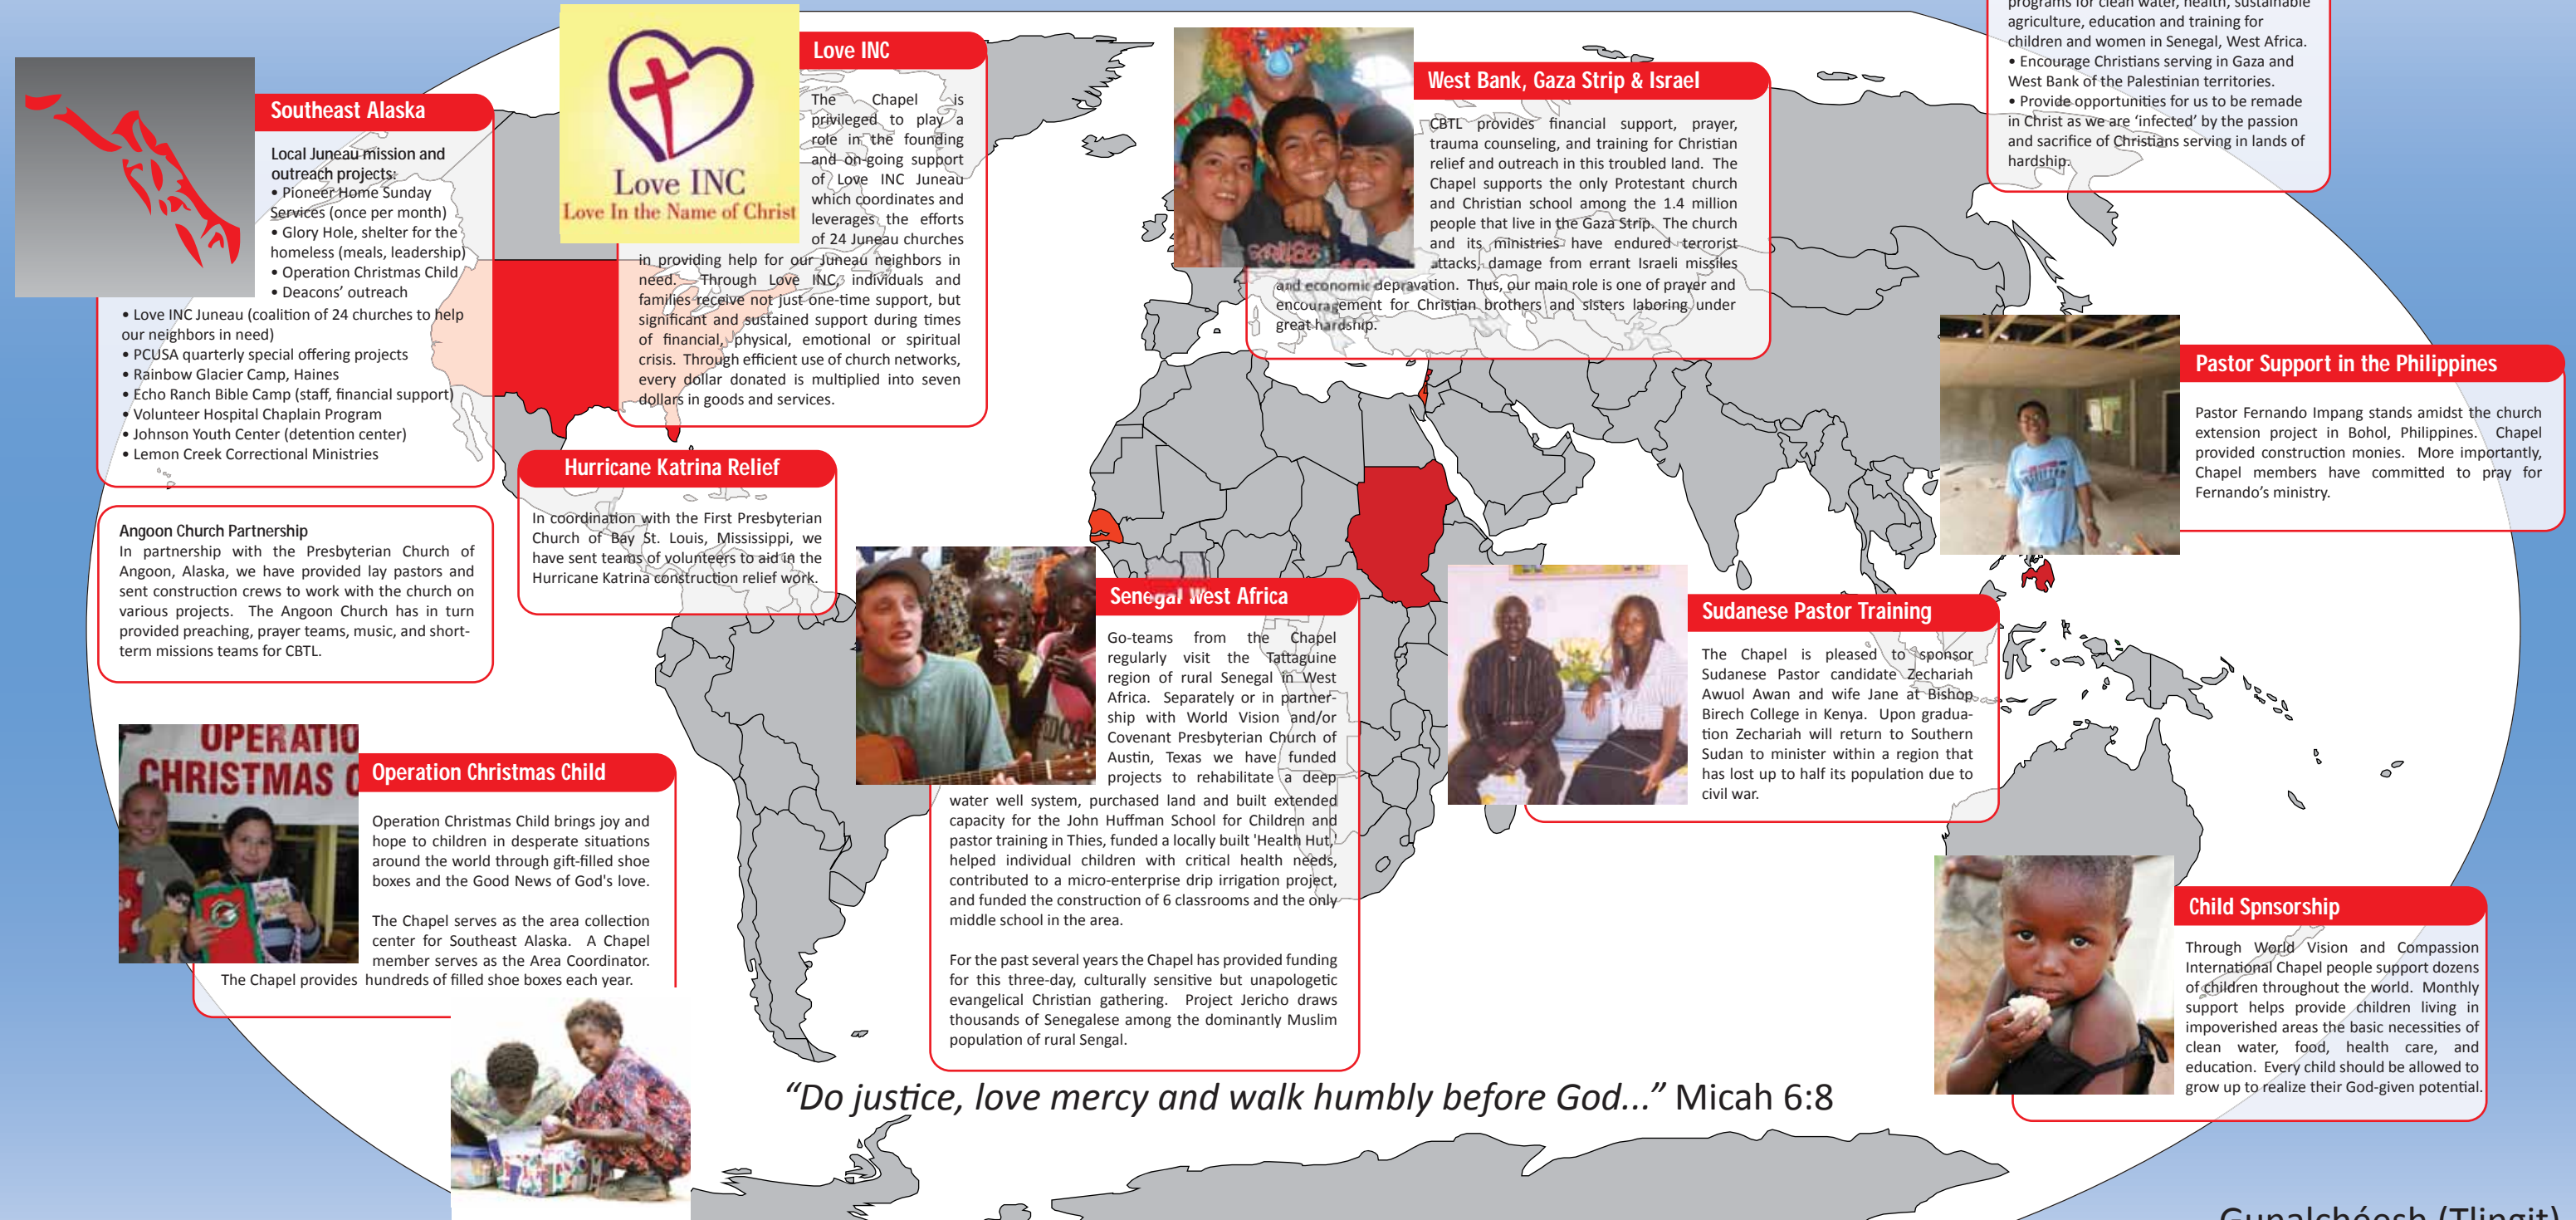 programs for clean water, health, sustainable
agriculture, education and training for
children and women in Senegal, West Africa.
• Encourage Christians serving in Gaza and
West Bank of the Palestinian territories.
• Provide opportunities for us to be remade
in Christ as we are ‘infected’ by the passion
and sacrifice of Christians serving in lands of
hardship.
Southeast Alaska
Local Juneau mission and
outreach projects:
• Pioneer Home Sunday
Services (once per month)
• Glory Hole, shelter for the
homeless (meals, leadership)
• Operation Christmas Child
• Deacons’ outreach
• Love INC Juneau (coalition of 24 churches to help
our neighbors in need)
• PCUSA quarterly special offering projects
• Rainbow Glacier Camp, Haines
• Echo Ranch Bible Camp (staff, financial support)
• Volunteer Hospital Chaplain Program
• Johnson Youth Center (detention center)
• Lemon Creek Correctional Ministries
Angoon Church Partnership
In partnership with the Presbyterian Church of
Angoon, Alaska, we have provided lay pastors and
sent construction crews to work with the church on
various projects. The Angoon Church has in turn
provided preaching, prayer teams, music, and short-
term missions teams for CBTL.
Love INC
Love In the Name of Christ
Love INC
The Chapel is
privileged to play a
role in the founding
and on-going support
of Love INC Juneau
which coordinates and
leverages the efforts
of 24 Juneau churches
in providing help for our Juneau neighbors in
need. Through Love INC, individuals and
families receive not just one-time support, but
significant and sustained support during times
of financial, physical, emotional or spiritual
crisis. Through efficient use of church networks,
every dollar donated is multiplied into seven
dollars in goods and services.
Hurricane Katrina Relief
In coordination with the First Presbyterian
Church of Bay St. Louis, Mississippi, we
have sent teams of volunteers to aid in the
Hurricane Katrina construction relief work.
West Bank, Gaza Strip & Israel
CBTL provides financial support, prayer,
trauma counseling, and training for Christian
relief and outreach in this troubled land. The
Chapel supports the only Protestant church
and Christian school among the 1.4 million
people that live in the Gaza Strip. The church
and its ministries have endured terrorist
attacks, damage from errant Israeli missiles
and economic depravation. Thus, our main role is one of prayer and
encouragement for Christian brothers and sisters laboring under
great hardship.
Pastor Support in the Philippines
Pastor Fernando Impang stands amidst the church
extension project in Bohol, Philippines. Chapel
provided construction monies. More importantly,
Chapel members have committed to pray for
Fernando’s ministry.
Senegal West Africa
Go-teams from the Chapel
regularly visit the Tattaguine
region of rural Senegal in West
Africa. Separately or in partner-
ship with World Vision and/or
Covenant Presbyterian Church of
Austin, Texas we have funded
projects to rehabilitate a deep
water well system, purchased land and built extended
capacity for the John Huffman School for Children and
pastor training in Thies, funded a locally built 'Health Hut,'
helped individual children with critical health needs,
contributed to a micro-enterprise drip irrigation project,
and funded the construction of 6 classrooms and the only
middle school in the area.
For the past several years the Chapel has provided funding
for this three-day, culturally sensitive but unapologetic
evangelical Christian gathering. Project Jericho draws
thousands of Senegalese among the dominantly Muslim
population of rural Sengal.
Sudanese Pastor Training
The Chapel is pleased to sponsor
Sudanese Pastor candidate Zechariah
Awuol Awan and wife Jane at Bishop
Birech College in Kenya. Upon gradua-
tion Zechariah will return to Southern
Sudan to minister within a region that
has lost up to half its population due to
civil war.
OPERATIO
CHRISTMAS C
Operation Christmas Child
Operation Christmas Child brings joy and
hope to children in desperate situations
around the world through gift-filled shoe
boxes and the Good News of God's love.
The Chapel serves as the area collection
center for Southeast Alaska. A Chapel
member serves as the Area Coordinator.
The Chapel provides hundreds of filled shoe boxes each year.
Child Spnsorship
Through World Vision and Compassion
International Chapel people support dozens
of children throughout the world. Monthly
support helps provide children living in
impoverished areas the basic necessities of
clean water, food, health care, and
education. Every child should be allowed to
grow up to realize their God-given potential.
“Do justice, love mercy and walk humbly before God...” Micah 6:8
Gunalchéesh (Tlingit)